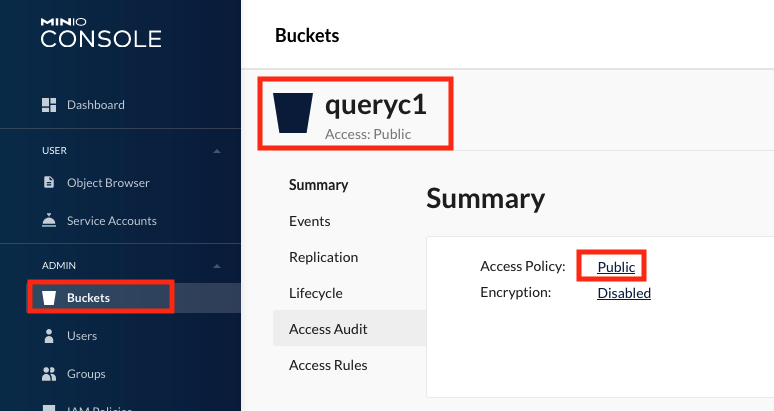 MINIO
CONSOLE
Dashboard
USER
Object Browser
Service Accounts
ADMIN
Buckets
Users
Groups
IAM Policies
Buckets
queryc1
Access: Public
Summary
Events
Replication
Lifecycle
Access Audit
Access Rules
Summary
Access Policy: Public
Encryption: Disabled